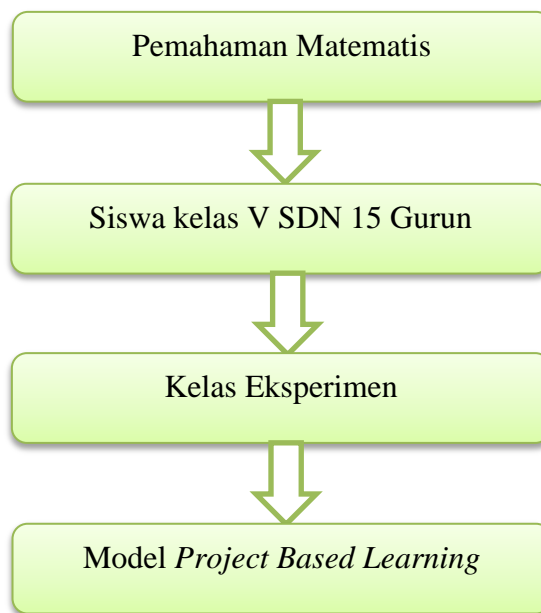 Pemahaman Matematis
Siswa kelas V SDN 15 Gurun
Kelas Eksperimen
Model Project Based Learning